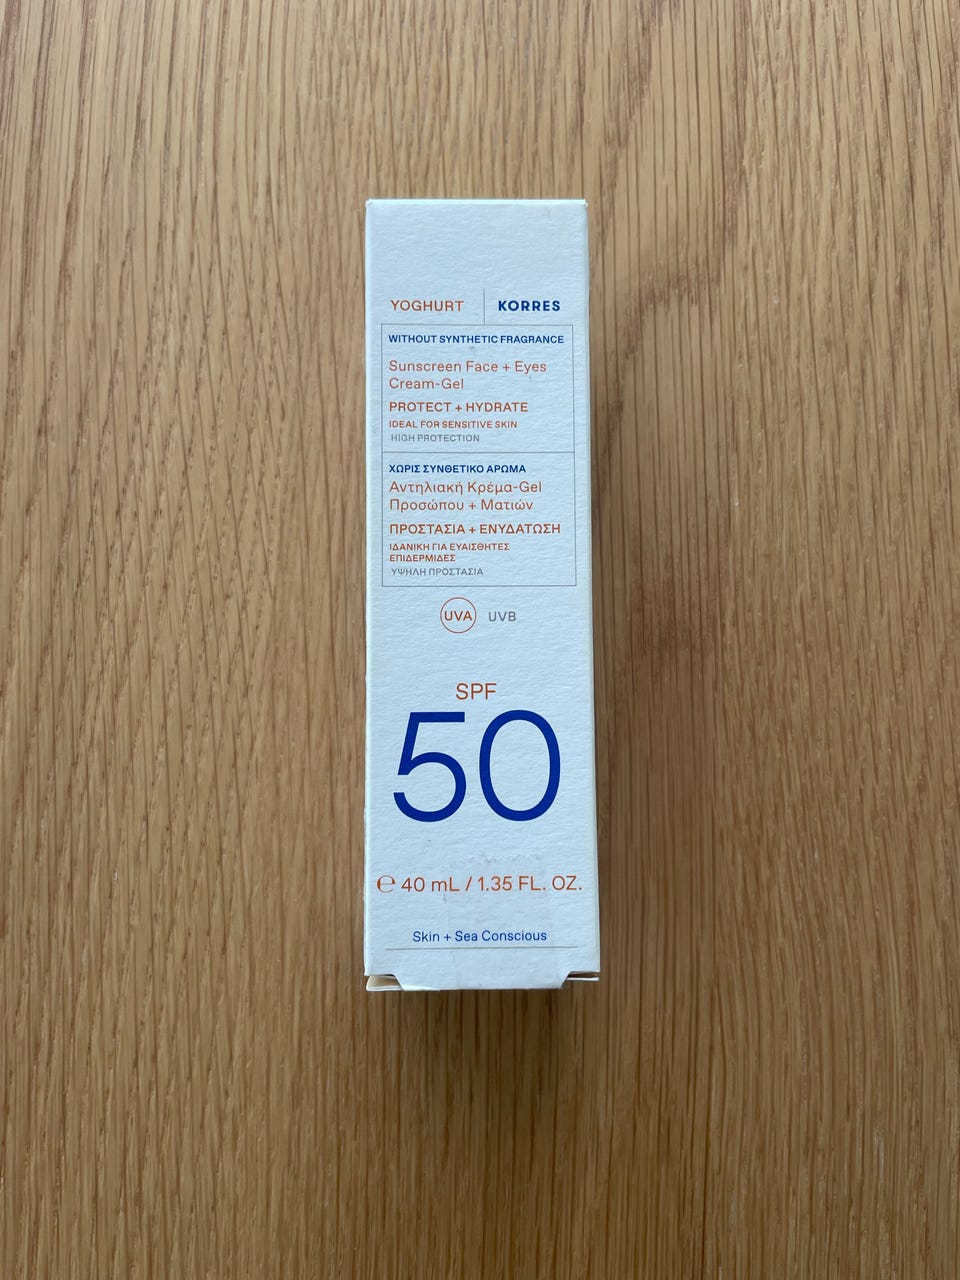 YOGHURT KORRES
WITHOUT SYNTHETIC FRAGRANCE
Sunscreen Face + Eyes
Cream-Gel
PROTECT + HYDRATE
IDEAL FOR SENSITIVE SKIN
HIGH PROTECTION
ΧΩΡΙΣ ΣΥΝΘΕΤΙΚΟ ΑΡΩΜΑ
Αντηλιακή Κρέμα-Gel
Προσώπου + Ματιών
ΠΡΟΣΤΑΣΙΑ + ΕΝΥΔΑΤΩΣΗ
ΙΔΑΝΙΚΗ ΓΙΑ ΕΥΑΙΣΘΗΤΕΣ
ΕΠΙΔΕΡΜΙΔΕΣ
ΥΨΗΛΗ ΠΡΟΣΤΑΣΙΑ
UVA UVB
SPF
50
℮ 40 mL / 1.35 FL. OZ.
Skin + Sea Conscious